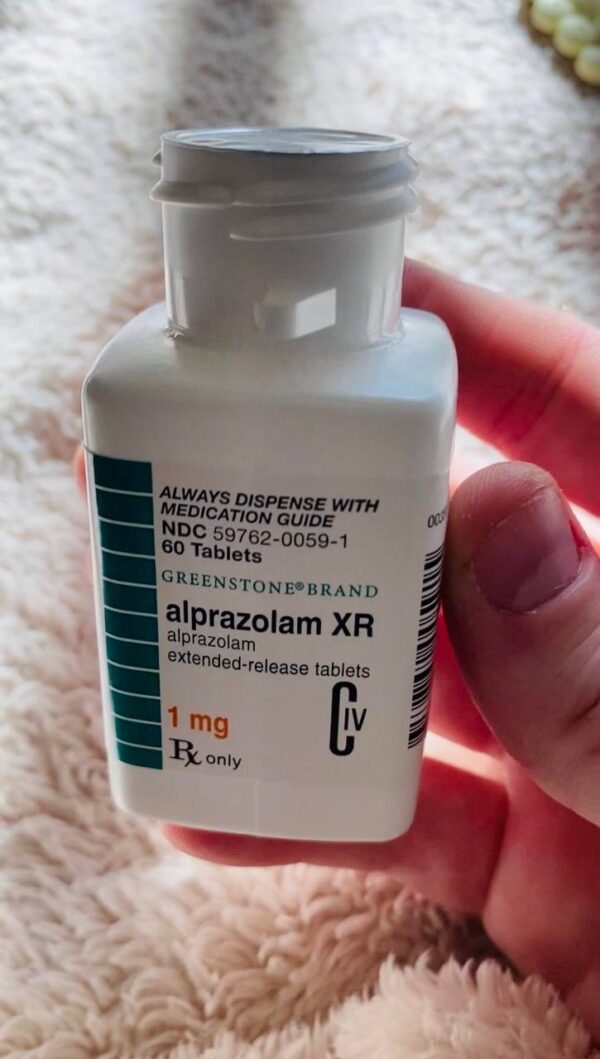 ALWAYS DISPENSE WITH
MEDICATION GUIDE
NDC 59762-0059-1
60 Tablets
GREENSTONE® BRAND
alprazolam XR
alprazolam
extended-release tablets
CIV
1 mg
Rx only